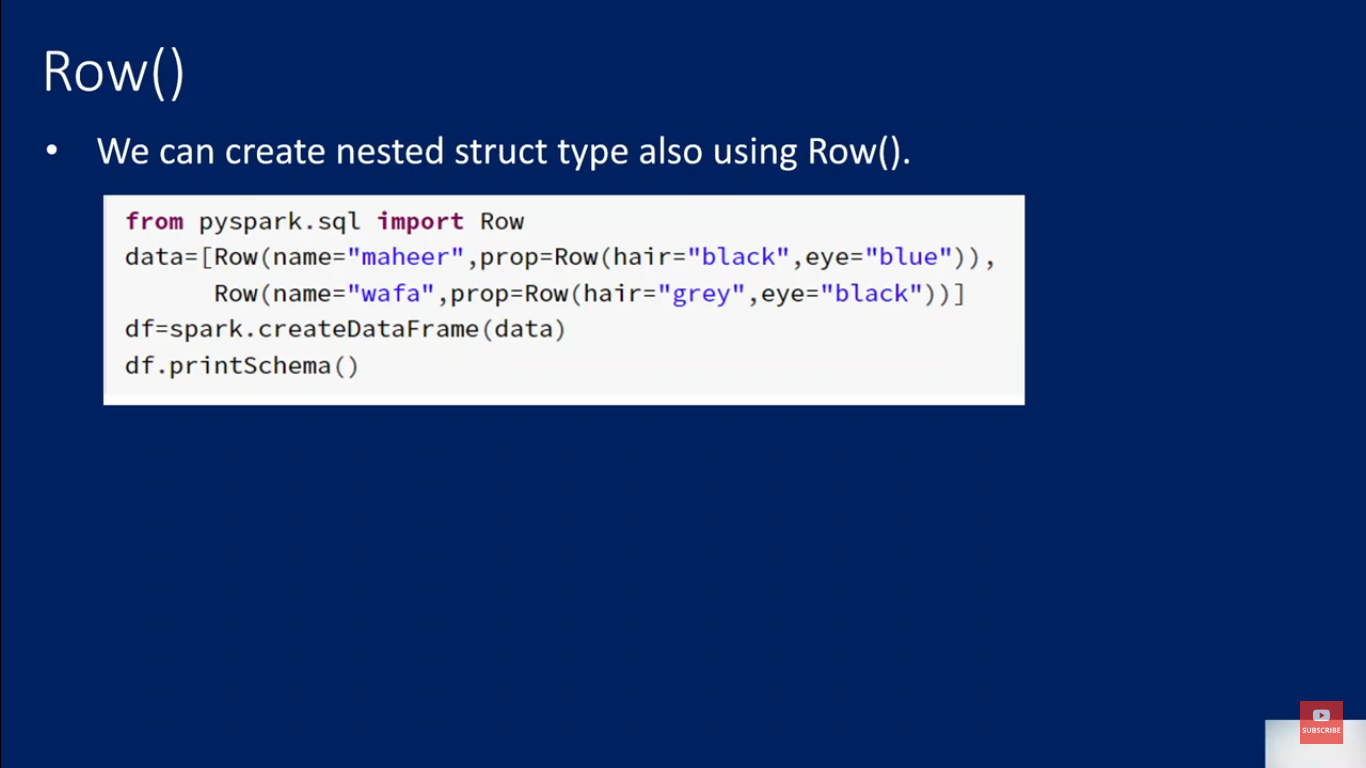 Row()
• We can create nested struct type also using Row().
from pyspark.sql import Row
data=[Row(name="maheer",prop=Row(hair="black",eye="blue")),
      Row(name="wafa",prop=Row(hair="grey",eye="black"))]
df=spark.createDataFrame(data)
df.printSchema()
SUBSCRIBE